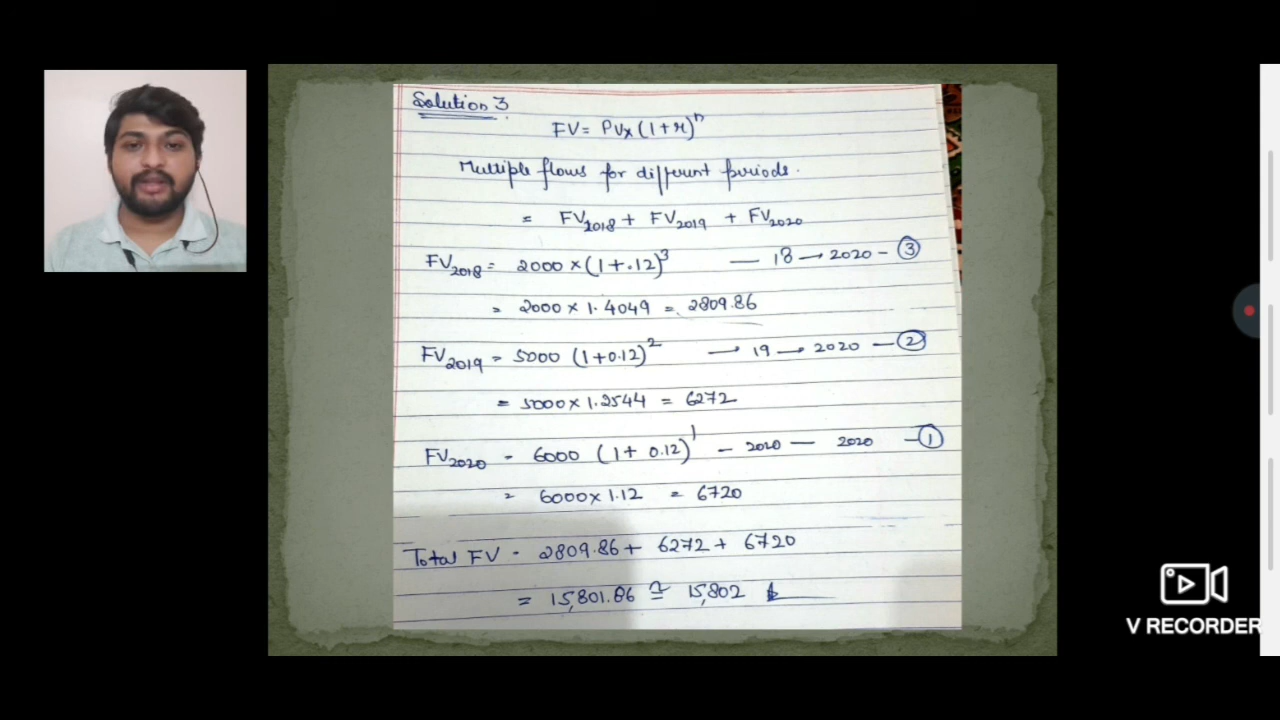 Solution 3.
FV = PV× (1+r)^n
Multiple flows for different periods.
= FV2018 + FV2019 + FV2020
FV2018 = 2000 × (1+.12)^3 — 18 → 2020 - ③
= 2000 × 1.4049 = 2809.86
FV2019 = 5000 (1+0.12)^2 → 19 → 2020 — ②
= 5000 × 1.2544 = 6272
FV2020 - 6000 (1+ 0.12)^1 - 2020 — 2020 - ①
= 6000 × 1.12 = 6720
Total FV - 2809.86 + 6272 + 6720
= 15,801.86 ≅ 15,802
V RECORDER